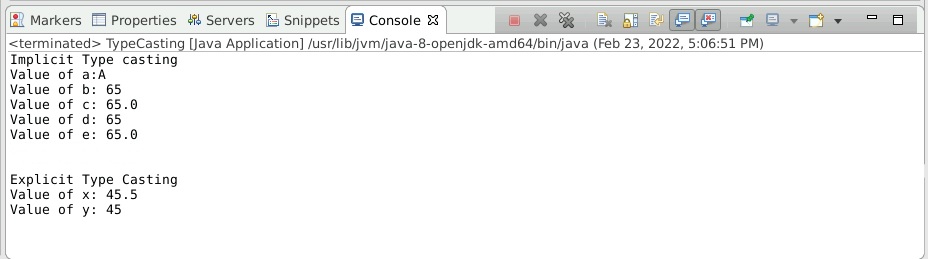 Markers Properties Servers Snippets Console
<terminated> TypeCasting [Java Application] /usr/lib/jvm/java-8-openjdk-amd64/bin/java (Feb 23, 2022, 5:06:51 PM)
Implicit Type casting
Value of a:A
Value of b: 65
Value of c: 65.0
Value of d: 65
Value of e: 65.0
Explicit Type Casting
Value of x: 45.5
Value of y: 45